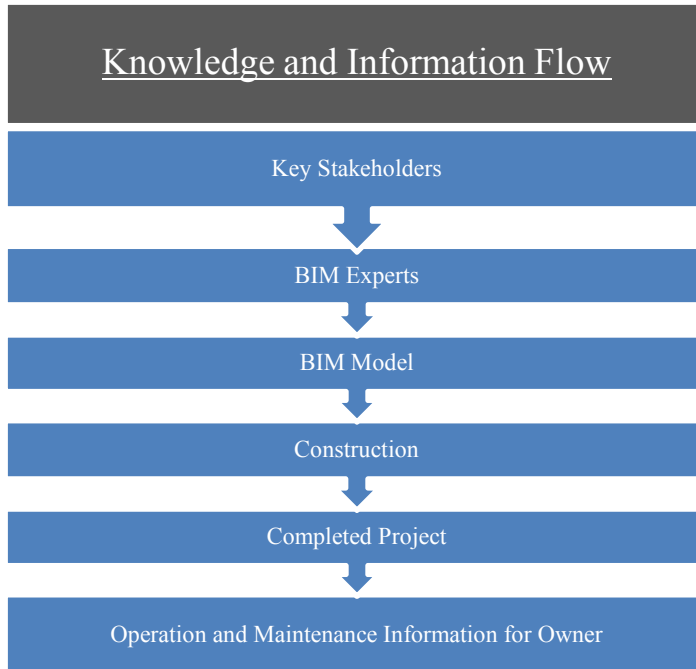 Knowledge and Information Flow
Key Stakeholders
BIM Experts
BIM Model
Construction
Completed Project
Operation and Maintenance Information for Owner